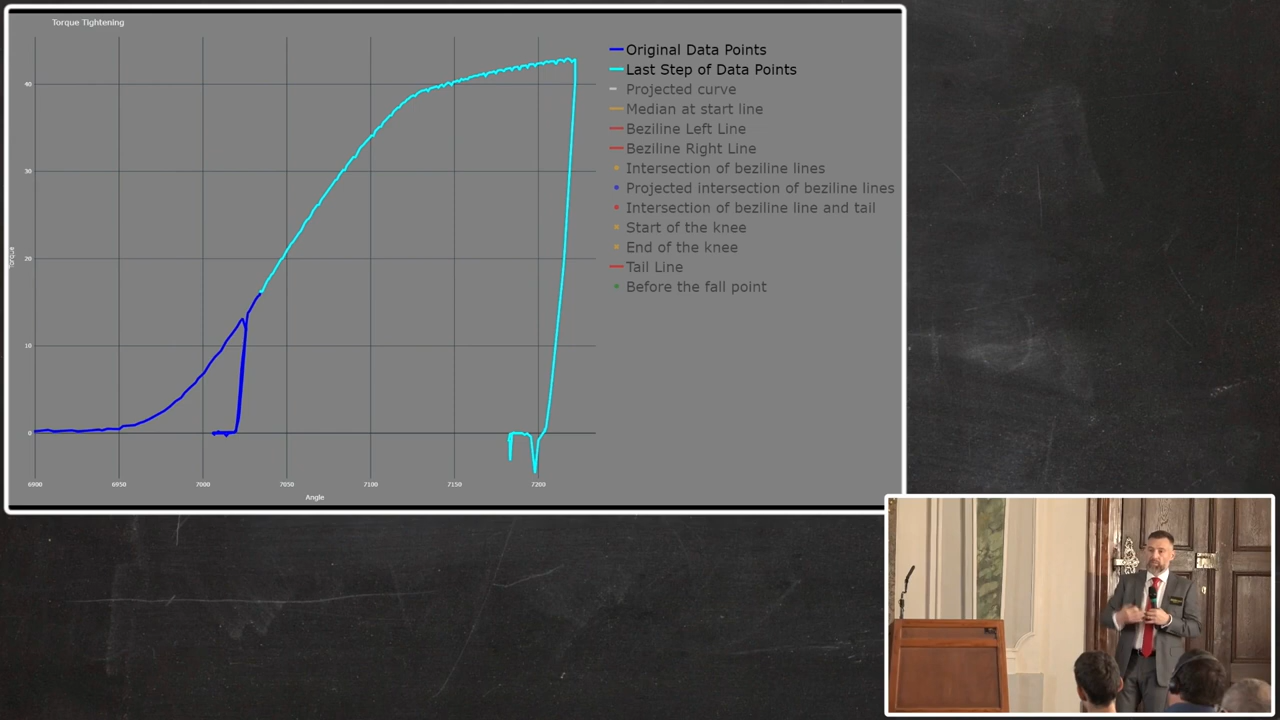 Torque Tightening
Original Data Points
Last Step of Data Points
Projected curve
Median at start line
Beziline Left Line
Beziline Right Line
Intersection of beziline lines
Projected intersection of beziline lines
Intersection of beziline line and tail
Start of the knee
End of the knee
Tail Line
Before the fall point
40
30
20
10
0
Torque
6900 6950 7000 7050 7100 7150 7200
Angle